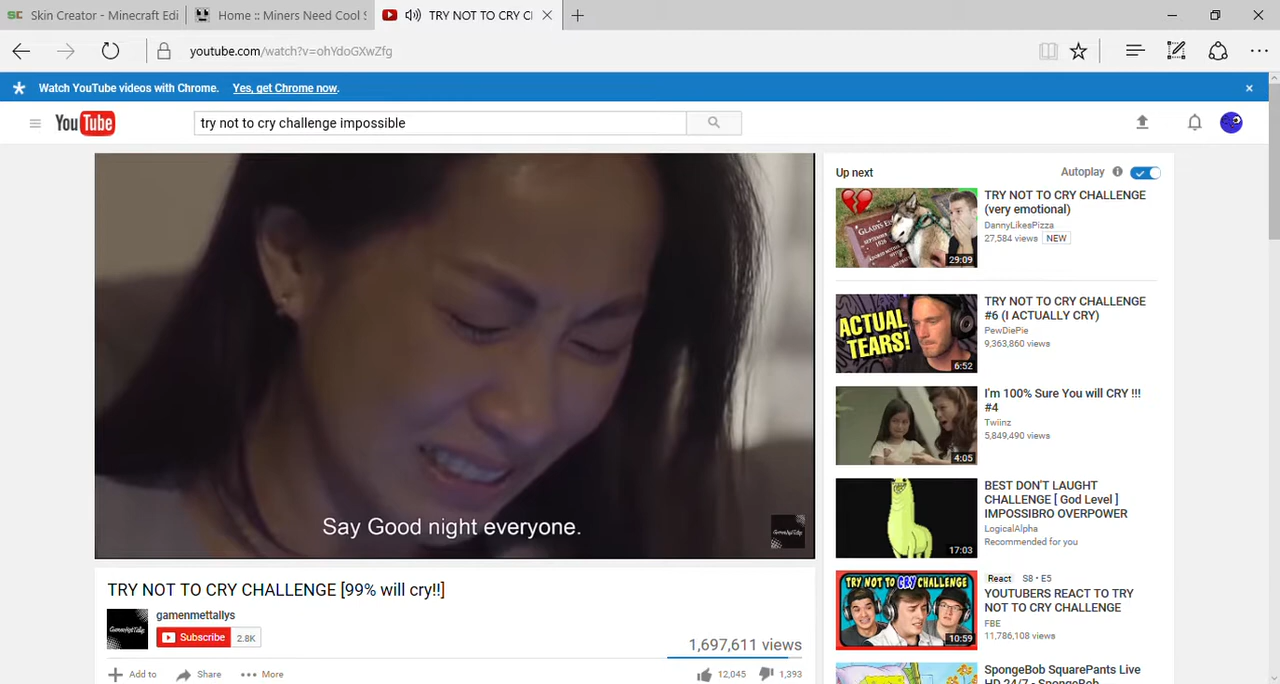 SC Skin Creator - Minecraft Edi
Home :: Miners Need Cool S
TRY NOT TO CRY C
youtube.com/watch?v=ohYdoGXwZfg
Watch YouTube videos with Chrome. Yes, get Chrome now.
YouTube
try not to cry challenge impossible
Say Good night everyone.
TRY NOT TO CRY CHALLENGE [99% will cry!!]
gamenmettallys
Subscribe 2.8K
1,697,611 views
Add to Share More
12,045 1,393
Up next
Autoplay
TRY NOT TO CRY CHALLENGE
(very emotional)
DannyLikesPizza
27,584 views NEW
GLADYS
SEPTEMBER
29:09
TRY NOT TO CRY CHALLENGE
#6 (I ACTUALLY CRY)
PewDiePie
9,363,860 views
ACTUAL
TEARS!
6:52
I'm 100% Sure You will CRY !!!
#4
Twiinz
5,849,490 views
4:05
BEST DON'T LAUGHT
CHALLENGE [ God Level ]
IMPOSSIBRO OVERPOWER
LogicalAlpha
Recommended for you
17:03
React S8 • E5
YOUTUBERS REACT TO TRY
NOT TO CRY CHALLENGE
FBE
11,786,108 views
TRY NOT TO CRY CHALLENGE
10:59
SpongeBob SquarePants Live